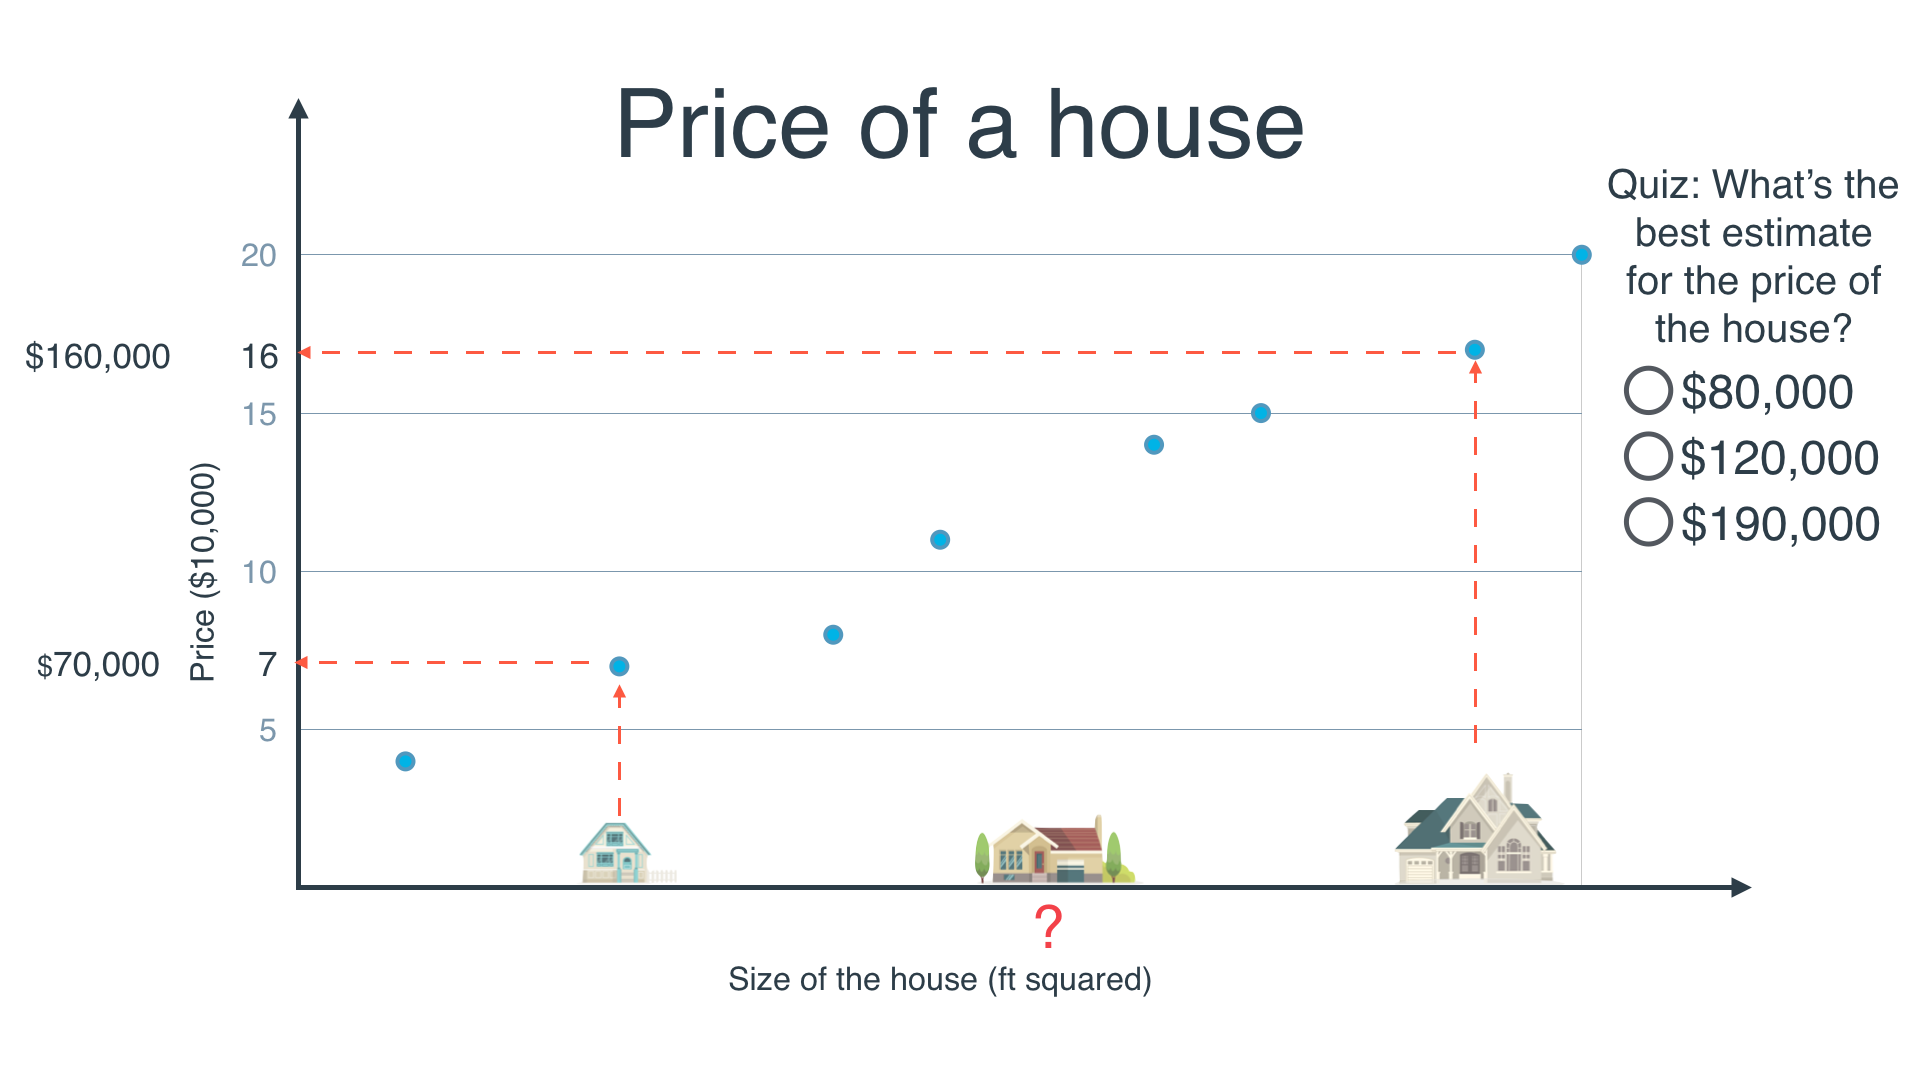 Price of a house
Quiz: What’s the
best estimate
for the price of
the house?
$80,000
$120,000
$190,000
20
$160,000
16
15
Price ($10,000)
10
$70,000
7
5
?
Size of the house (ft squared)